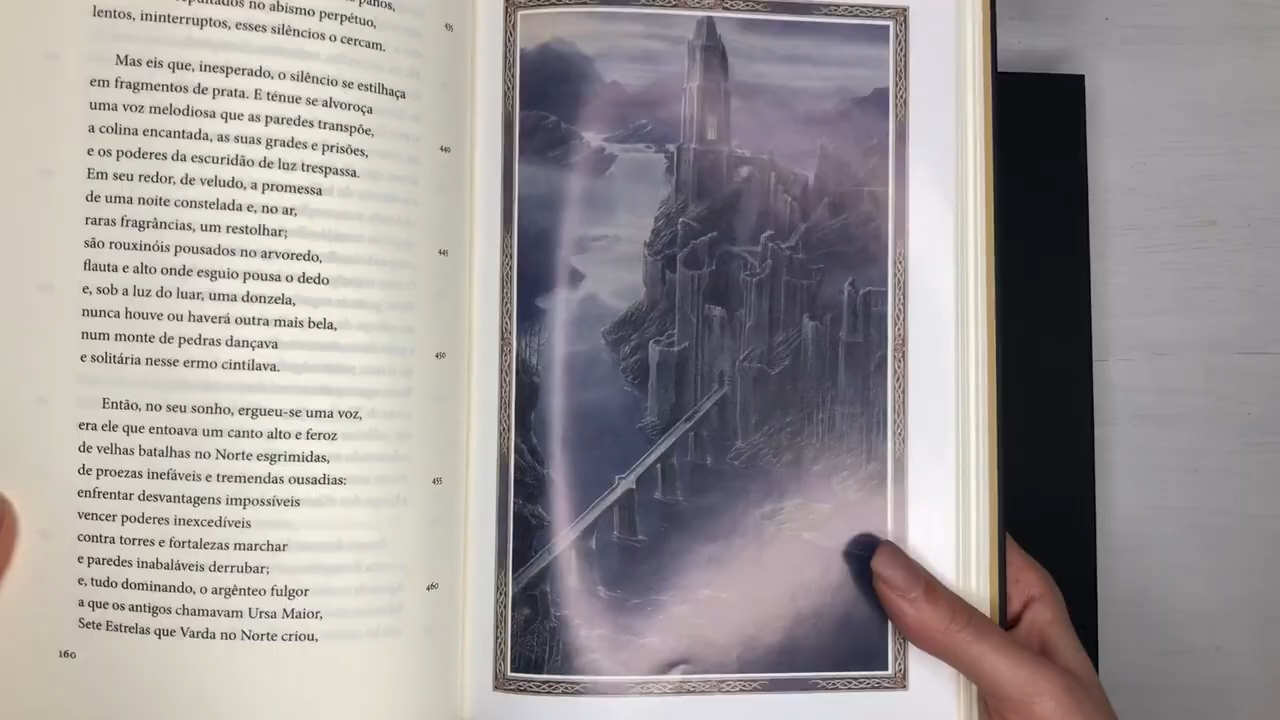 panos,
no abismo perpétuo,
lentos, ininterruptos, esses silêncios o cercam.
435
Mas eis que, inesperado, o silêncio se estilhaça
em fragmentos de prata. E ténue se alvoroça
uma voz melodiosa que as paredes transpõe,
a colina encantada, as suas grades e prisões,
440
e os poderes da escuridão de luz trespassa.
Em seu redor, de veludo, a promessa
de uma noite constelada e, no ar,
raras fragrâncias, um restolhar;
são rouxinóis pousados no arvoredo,
445
flauta e alto onde esguio pousa o dedo
e, sob a luz do luar, uma donzela,
nunca houve ou haverá outra mais bela,
num monte de pedras dançava
450
e solitária nesse ermo cintilava.
Então, no seu sonho, ergueu-se uma voz,
era ele que entoava um canto alto e feroz
de velhas batalhas no Norte esgrimidas,
de proezas inefáveis e tremendas ousadias:
455
enfrentar desvantagens impossíveis
vencer poderes inexcedíveis
contra torres e fortalezas marchar
e paredes inabaláveis derrubar;
e, tudo dominando, o argênteo fulgor
460
a que os antigos chamavam Ursa Maior,
Sete Estrelas que Varda no Norte criou,
160